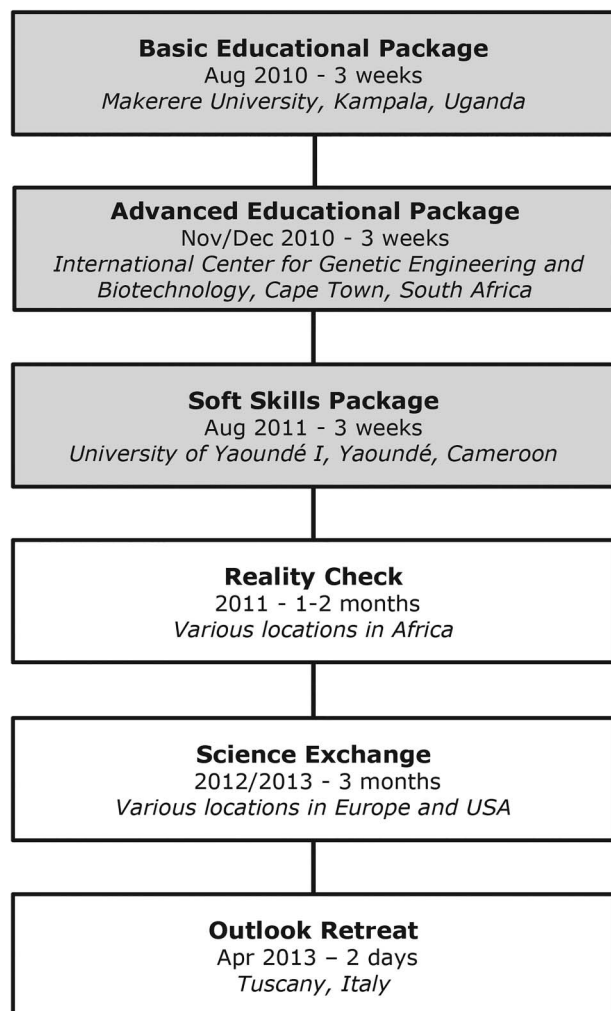 Basic Educational Package
Aug 2010 - 3 weeks
Makerere University, Kampala, Uganda
Advanced Educational Package
Nov/Dec 2010 - 3 weeks
International Center for Genetic Engineering and
Biotechnology, Cape Town, South Africa
Soft Skills Package
Aug 2011 - 3 weeks
University of Yaoundé I, Yaoundé, Cameroon
Reality Check
2011 - 1-2 months
Various locations in Africa
Science Exchange
2012/2013 - 3 months
Various locations in Europe and USA
Outlook Retreat
Apr 2013 – 2 days
Tuscany, Italy